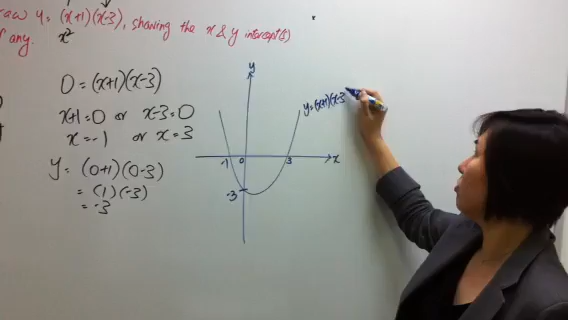 raw y = (x+1)(x-3), showing the x & y intercept(s)
f any. x²
0 = (x+1)(x-3)
x+1=0 or x-3=0
x=-1 or x=3
y = (0+1)(0-3)
= (1)(-3)
= -3
y
y=(x+1)(x-3
-1 0 3 x
-3